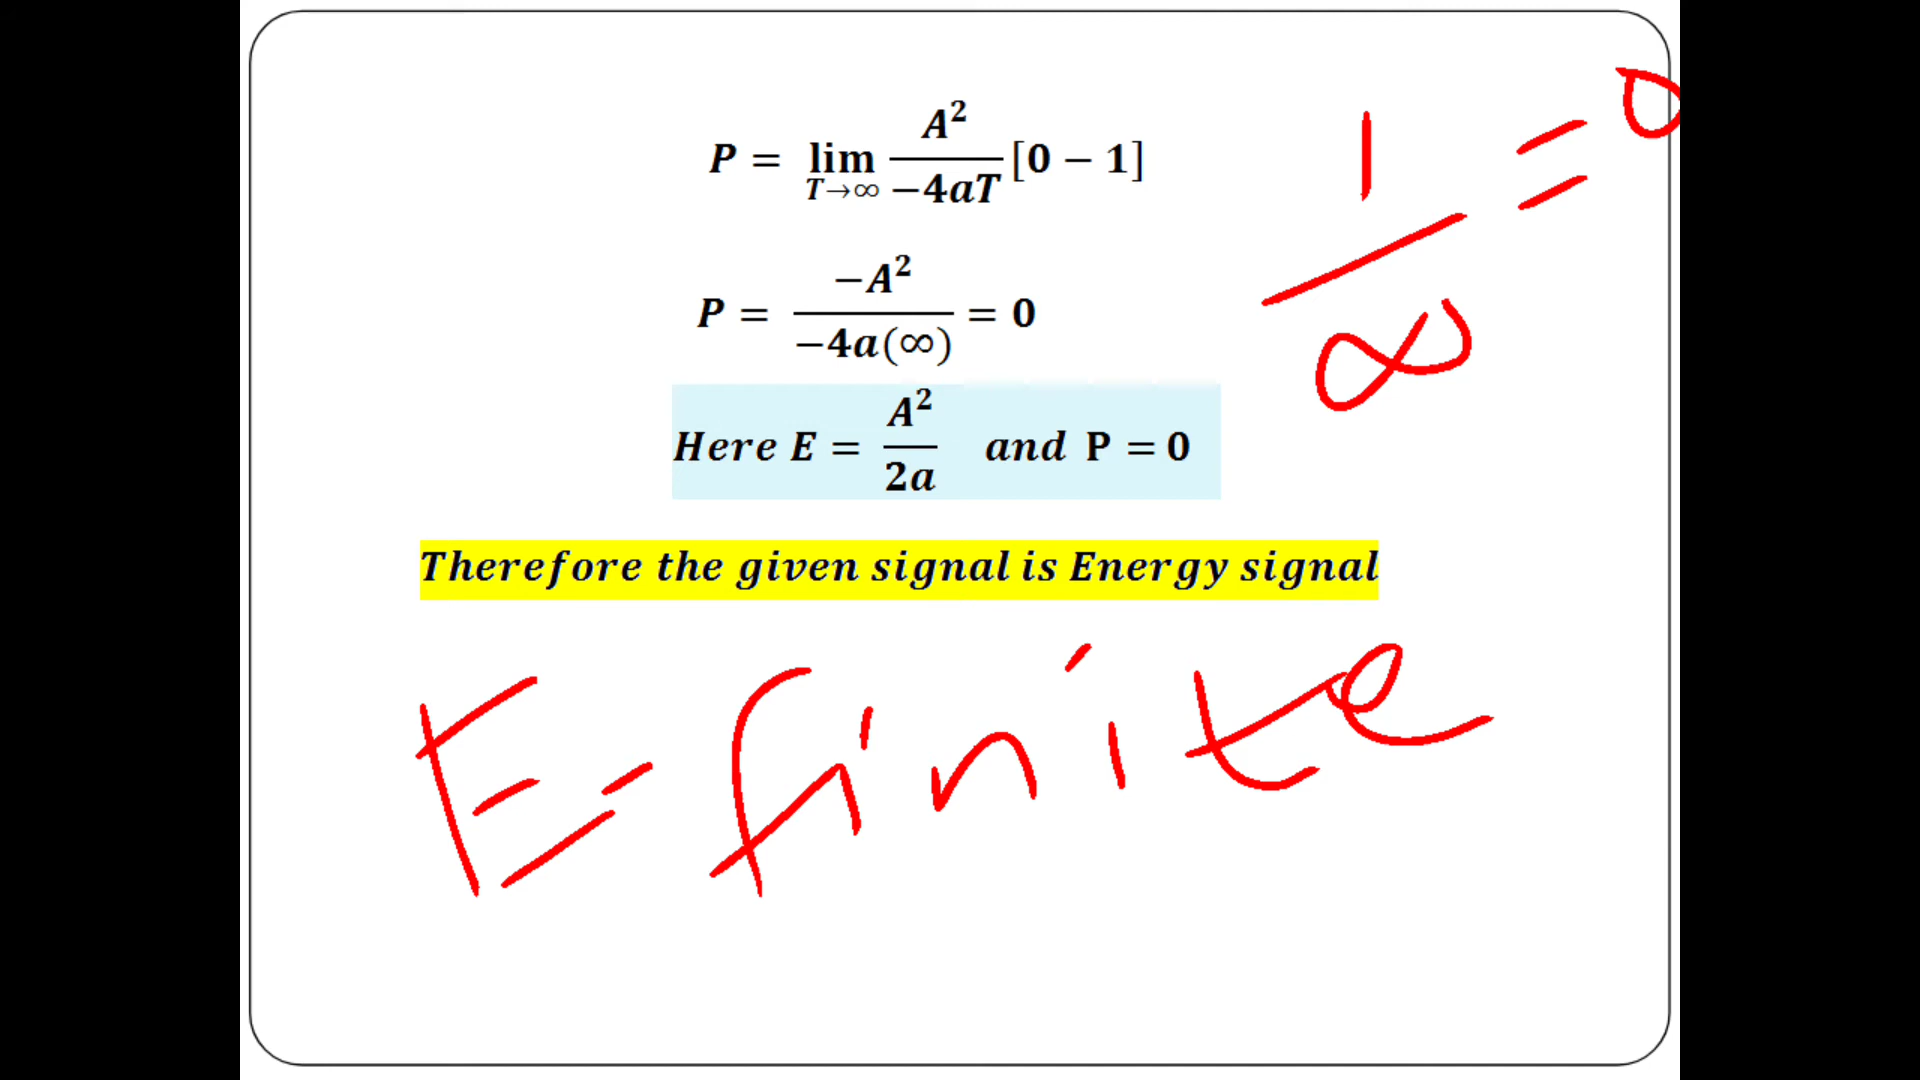 P = lim T→∞ A²/−4aT [0 − 1]
1/∞ = 0
P = −A²/−4a(∞) = 0
Here E = A²/2a and P = 0
Therefore the given signal is Energy signal
E = finite